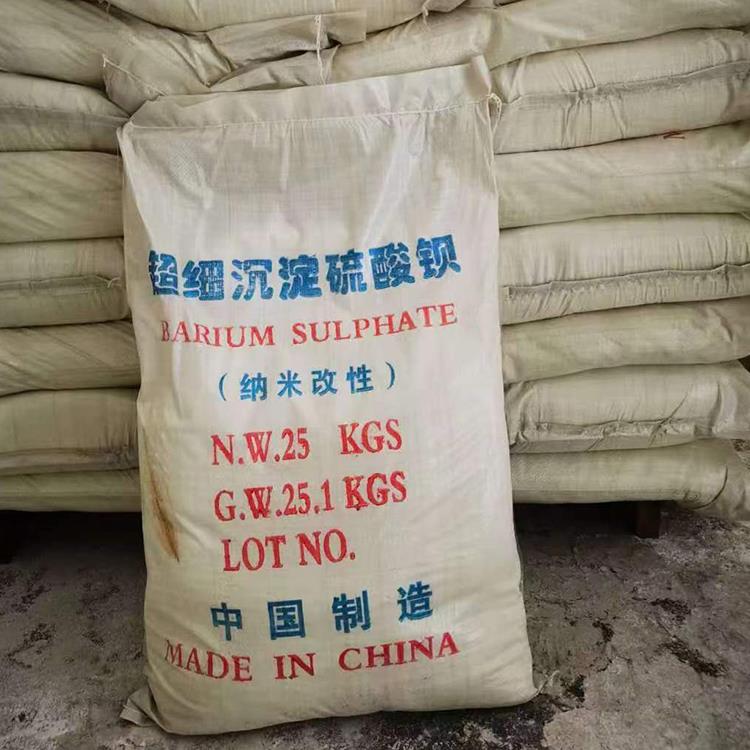 超细沉淀硫酸钡
BARIUM SULPHATE
(纳米改性)
N.W.25 KGS
G.W.25.1 KGS
LOT NO.
中国制造
MADE IN CHINA